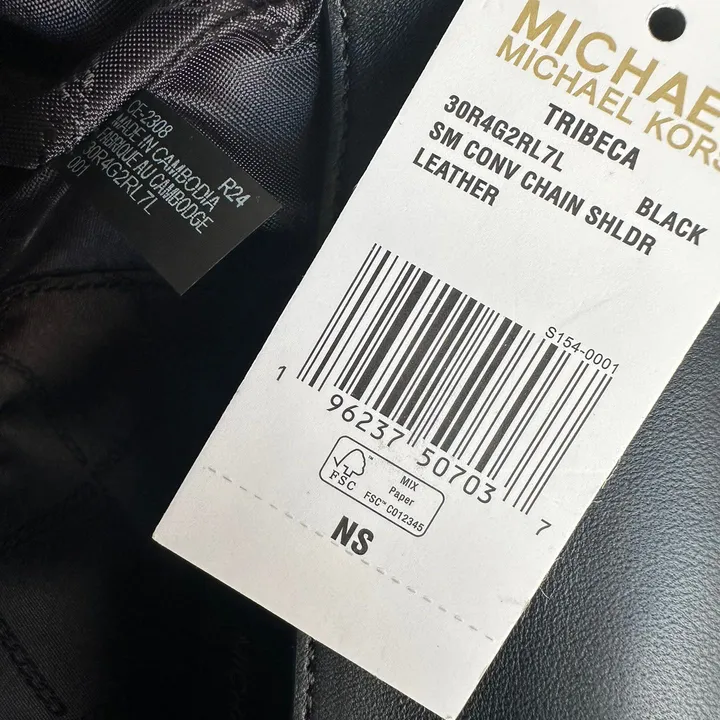 CE-2308
MADE IN CAMBODIA R24
FABRIQUE AU CAMBODGE
30R4G2RL7L
001
MICHAE
MICHAEL KORS
TRIBECA
30R4G2RL7L BLACK
SM CONV CHAIN SHLDR
LEATHER
S154-0001
1 96237 50703 7
FSC
MIX
Paper
FSC™ C012345
NS